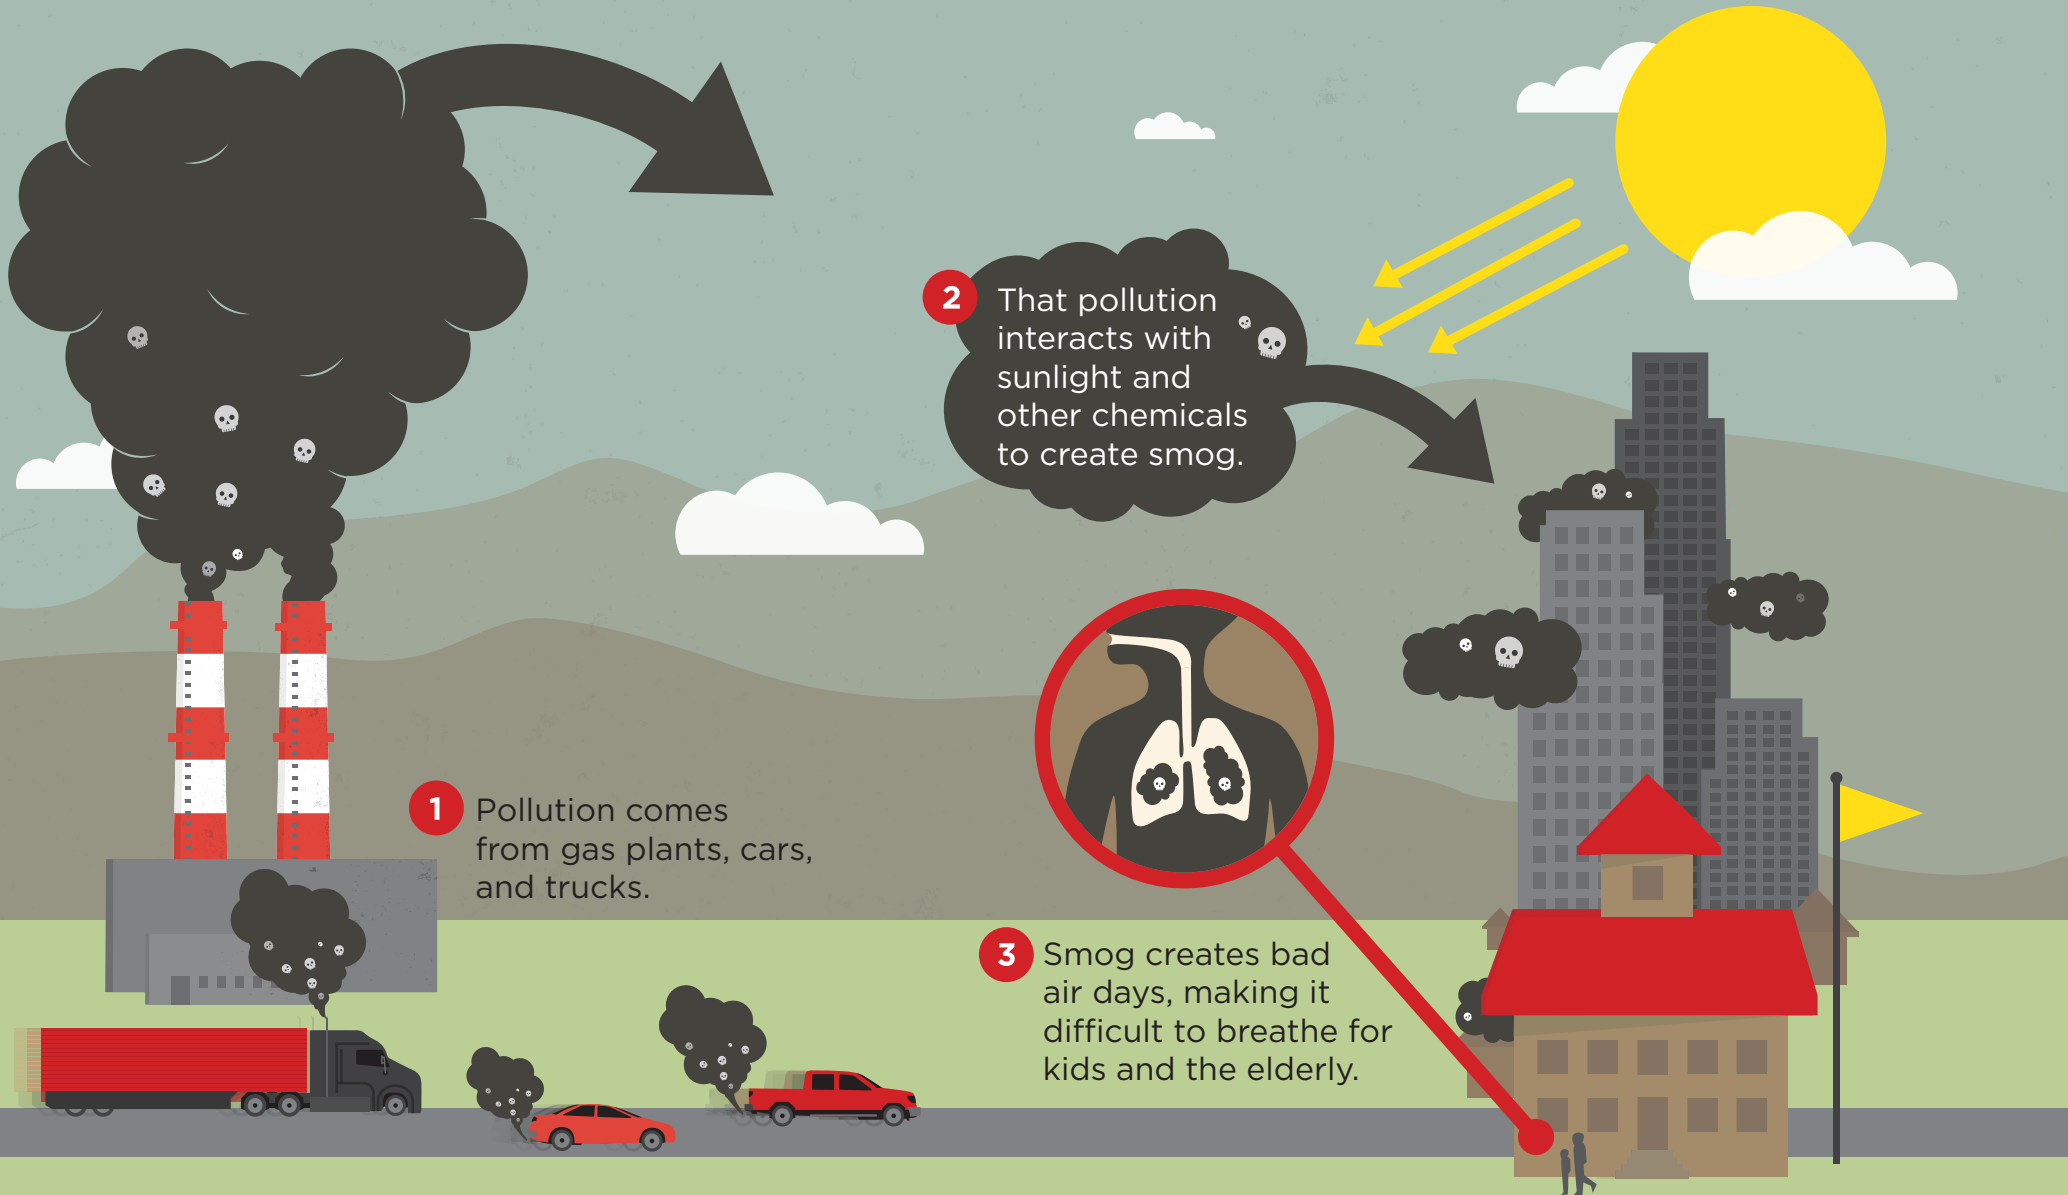 1 Pollution comes
from gas plants, cars,
and trucks.
2 That pollution
interacts with
sunlight and
other chemicals
to create smog.
3 Smog creates bad
air days, making it
difficult to breathe for
kids and the elderly.